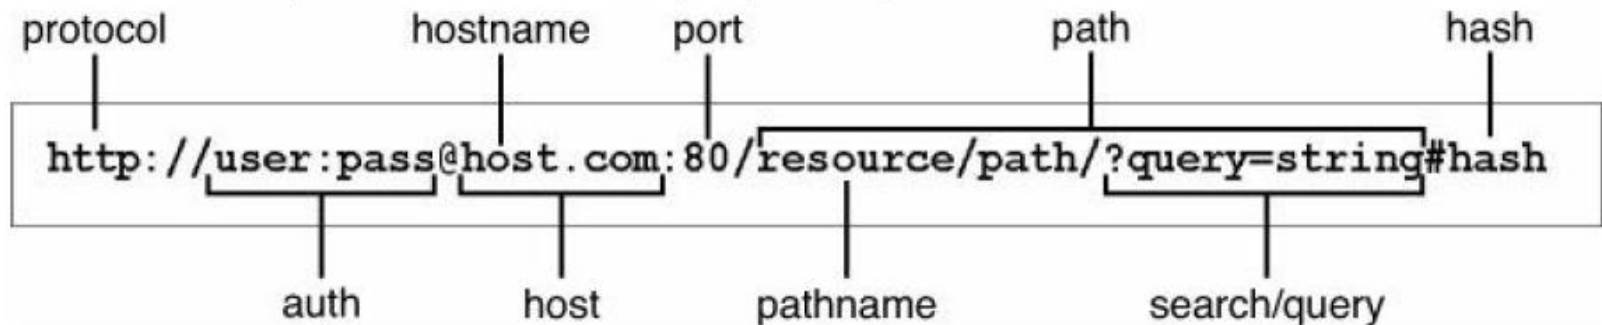 protocol hostname port path hash
http://user:pass@host.com:80/resource/path/?query=string#hash
auth host pathname search/query